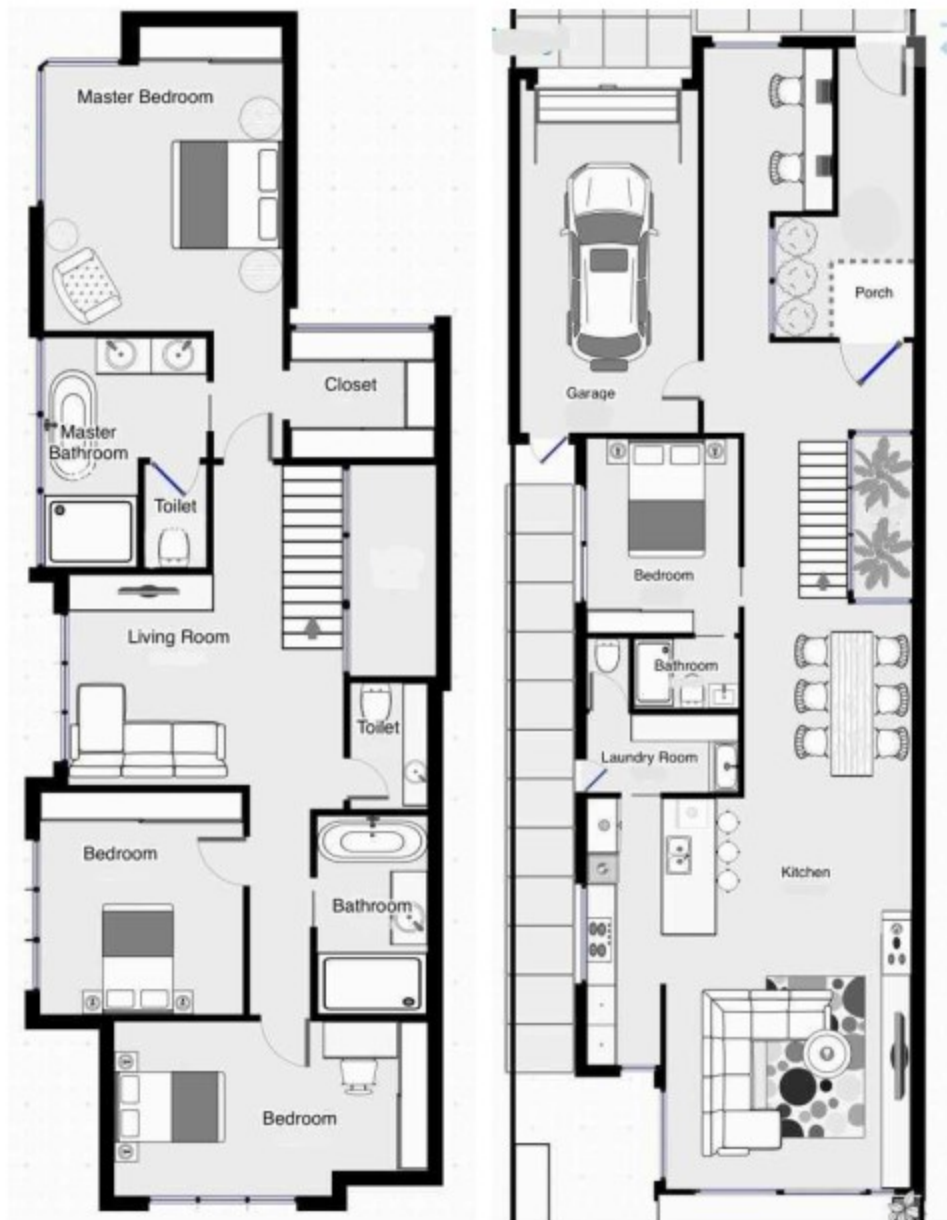 Master Bedroom
Closet
Master
Bathroom
Toilet
Living Room
Toilet
Bedroom
Bathroom
Bedroom
Porch
Garage
Bedroom
Bathroom
Laundry Room
Kitchen